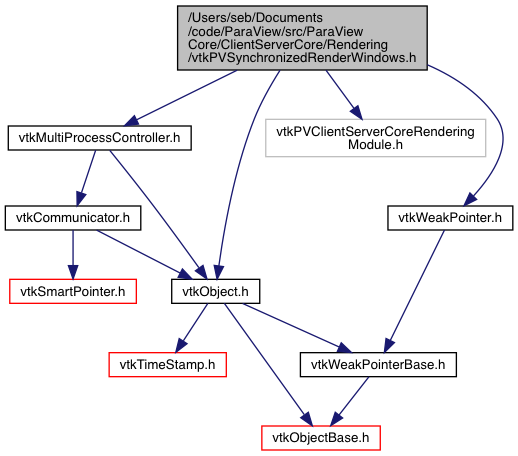 /Users/seb/Documents
/code/ParaView/src/ParaView
Core/ClientServerCore/Rendering
/vtkPVSynchronizedRenderWindows.h
vtkMultiProcessController.h
vtkPVClientServerCoreRendering
Module.h
vtkCommunicator.h
vtkWeakPointer.h
vtkSmartPointer.h
vtkObject.h
vtkTimeStamp.h
vtkWeakPointerBase.h
vtkObjectBase.h